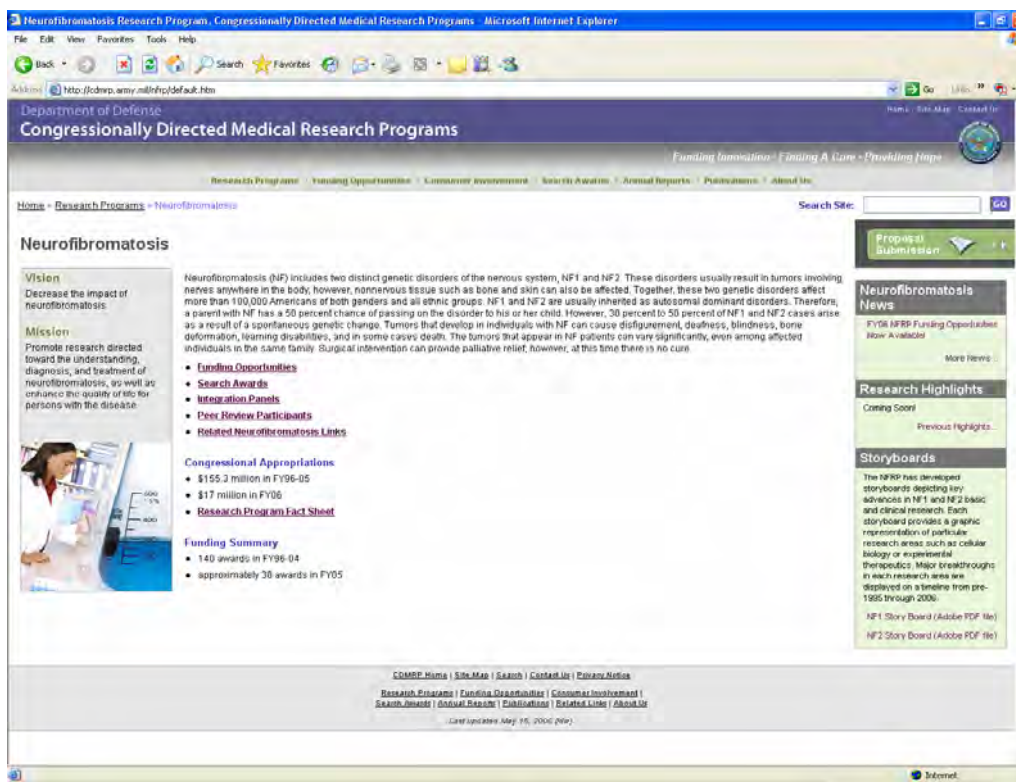 Neurofibromatosis Research Program, Congressionally Directed Medical Research Programs - Microsoft Internet Explorer
File Edit View Favorites Tools Help
Back Search Favorites
Address http://cdmrp.army.mil/nfrp/default.htm Go Links
Department of Defense
Home Site Map Contact Us
Congressionally Directed Medical Research Programs
Funding Innovation - Finding A Cure - Providing Hope
Research Programs Funding Opportunities Consumer Involvement Search Awards Annual Reports Publications About Us
Home » Research Programs » Neurofibromatosis
Search Site: GO
Neurofibromatosis
Vision
Decrease the impact of
neurofibromatosis.
Mission
Promote research directed
toward the understanding,
diagnosis, and treatment of
neurofibromatosis, as well as
enhance the quality of life for
persons with the disease.
600
5%
400
Neurofibromatosis (NF) includes two distinct genetic disorders of the nervous system, NF1 and NF2. These disorders usually result in tumors involving
nerves anywhere in the body; however, nonnervous tissue such as bone and skin can also be affected. Together, these two genetic disorders affect
more than 100,000 Americans of both genders and all ethnic groups. NF1 and NF2 are usually inherited as autosomal dominant disorders. Therefore,
a parent with NF has a 50 percent chance of passing on the disorder to his or her child. However, 30 percent to 50 percent of NF1 and NF2 cases arise
as a result of a spontaneous genetic change. Tumors that develop in individuals with NF can cause disfigurement, deafness, blindness, bone
deformation, learning disabilities, and in some cases death. The tumors that appear in NF patients can vary significantly, even among affected
individuals in the same family. Surgical intervention can provide palliative relief; however, at this time there is no cure.
• Funding Opportunities
• Search Awards
• Integration Panels
• Peer Review Participants
• Related Neurofibromatosis Links
Congressional Appropriations
• $155.3 million in FY96-05
• $17 million in FY06
• Research Program Fact Sheet
Funding Summary
• 140 awards in FY96-04
• approximately 38 awards in FY05
Proposal
Submission
Neurofibromatosis
News
FY06 NFRP Funding Opportunities
Now Available!
More News...
Research Highlights
Coming Soon!
Previous Highlights...
Storyboards
The NFRP has developed
storyboards depicting key
advances in NF1 and NF2 basic
and clinical research. Each
storyboard provides a graphic
representation of particular
research areas such as cellular
biology or experimental
therapeutics. Major breakthroughs
in each research area are
displayed on a timeline from pre-
1995 through 2006.
NF1 Story Board (Adobe PDF file)
NF2 Story Board (Adobe PDF file)
CDMRP Home | Site Map | Search | Contact Us | Privacy Notice
Research Programs | Funding Opportunities | Consumer Involvement |
Search Awards | Annual Reports | Publications | Related Links | About Us
Last updated May 16, 2006
Internet